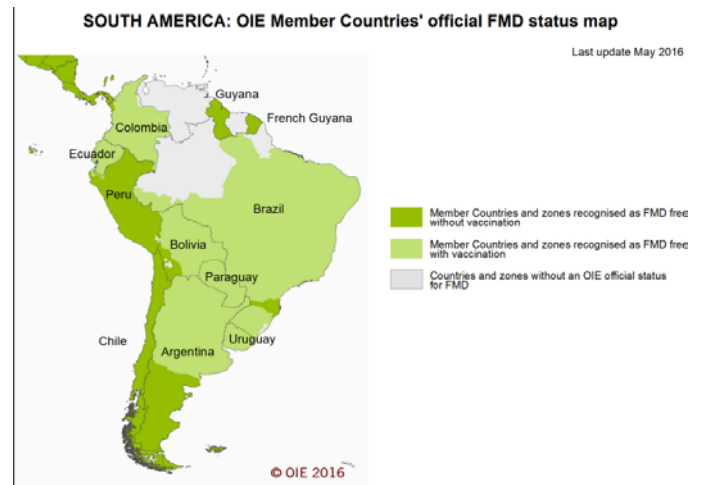 SOUTH AMERICA: OIE Member Countries' official FMD status map
Last update May 2016
Guyana
French Guyana
Colombia
Ecuador
Peru
Brazil
Bolivia
Paraguay
Chile
Argentina
Uruguay
Member Countries and zones recognised as FMD free
without vaccination
Member Countries and zones recognised as FMD free
with vaccination
Countries and zones without an OIE official status
for FMD
© OIE 2016